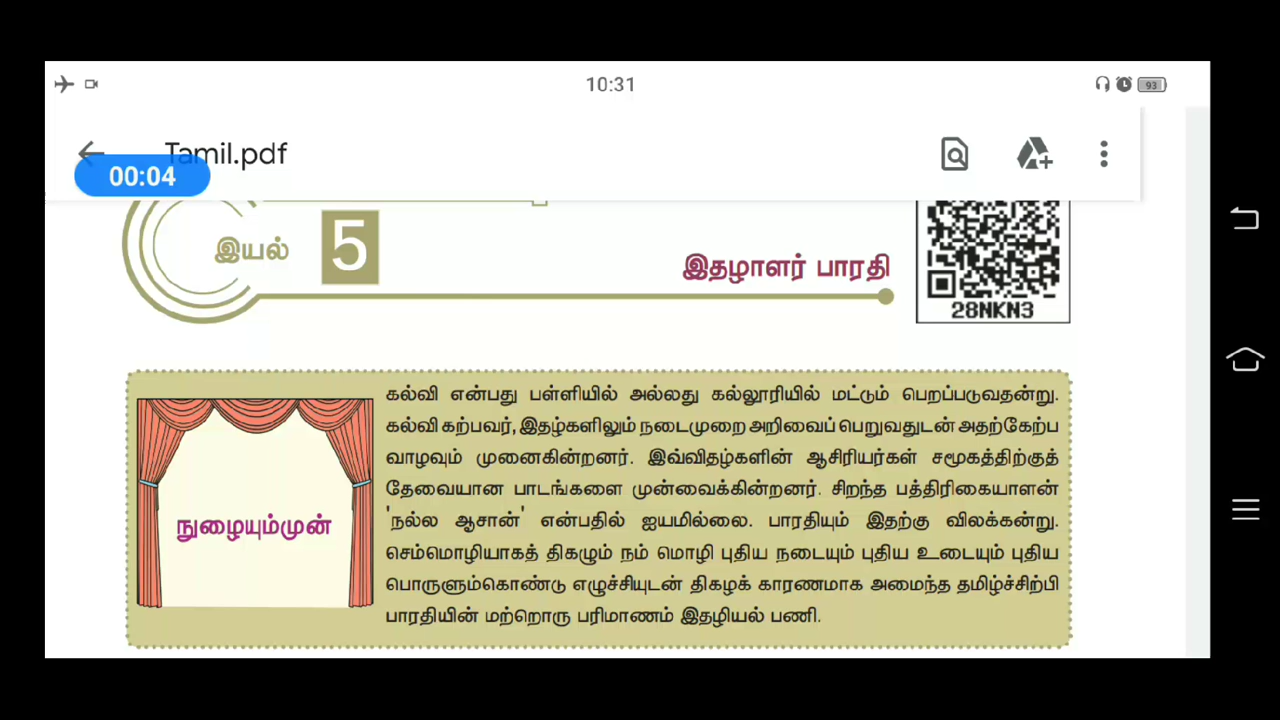 10:31
93
Tamil.pdf
00:04
இயல் 5
இதழாளர் பாரதி
28NKN3
கல்வி என்பது பள்ளியில் அல்லது கல்லூரியில் மட்டும் பெறப்படுவதன்று.
கல்வி கற்பவர், இதழ்களிலும் நடைமுறை அறிவைப் பெறுவதுடன் அதற்கேற்ப
வாழவும் முனைகின்றனர். இவ்விதழ்களின் ஆசிரியர்கள் சமூகத்திற்குத்
தேவையான பாடங்களை முன்வைக்கின்றனர். சிறந்த பத்திரிகையாளன்
'நல்ல ஆசான்' என்பதில் ஐயமில்லை. பாரதியும் இதற்கு விலக்கன்று.
செம்மொழியாகத் திகழும் நம் மொழி புதிய நடையும் புதிய உடையும் புதிய
பொருளும்கொண்டு எழுச்சியுடன் திகழக் காரணமாக அமைந்த தமிழ்ச்சிற்பி
பாரதியின் மற்றொரு பரிமாணம் இதழியல் பணி.
நுழையும்முன்